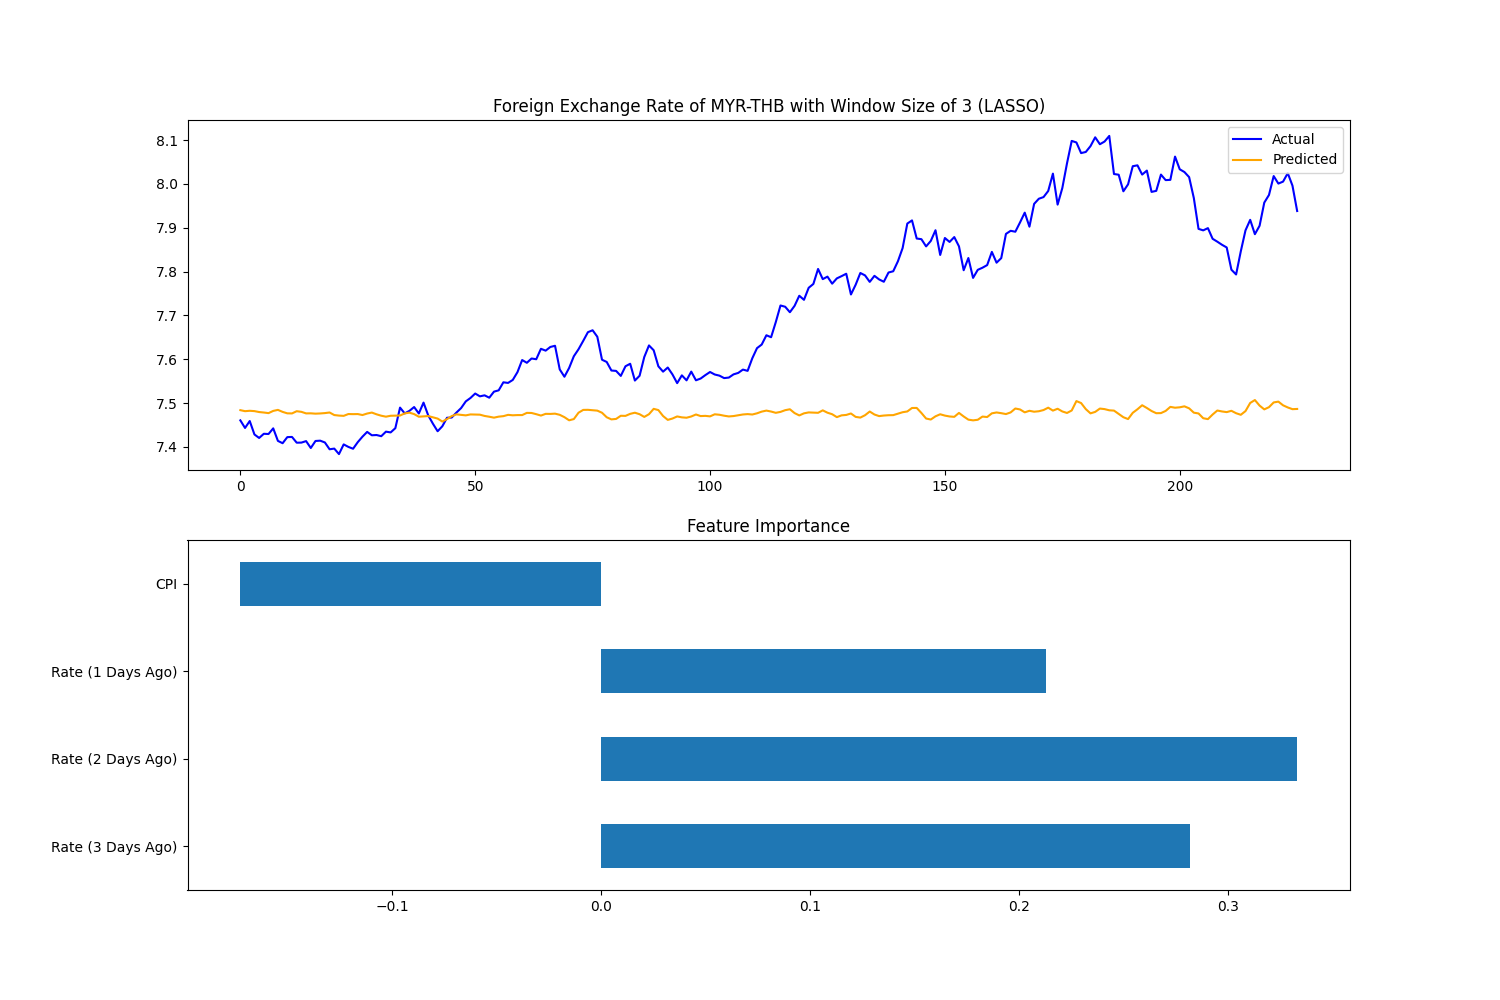 Foreign Exchange Rate of MYR-THB with Window Size of 3 (LASSO)
8.1
8.0
7.9
7.8
7.7
7.6
7.5
7.4
Actual
Predicted
0 50 100 150 200
Feature Importance
CPI
Rate (1 Days Ago)
Rate (2 Days Ago)
Rate (3 Days Ago)
−0.1 0.0 0.1 0.2 0.3